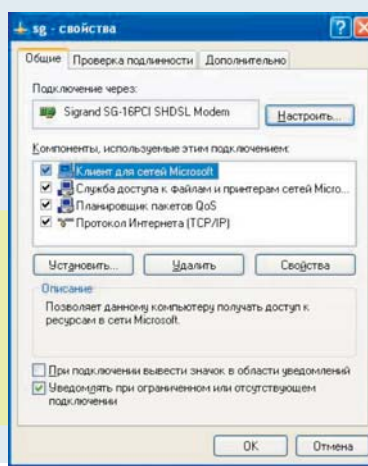 sg - свойства
Общие Проверка подлинности Дополнительно
Подключение через:
Sigrand SG-16PCI SHDSL Modem
Настроить...
Компоненты, используемые этим подключением:
Клиент для сетей Microsoft
Служба доступа к файлам и принтерам сетей Micro...
Планировщик пакетов QoS
Протокол Интернета (TCP/IP)
Установить... Удалить Свойства
Описание
Позволяет данному компьютеру получать доступ к
ресурсам в сети Microsoft.
При подключении вывести значок в области уведомлений
Уведомлять при ограниченном или отсутствующем
подключении
OK Отмена